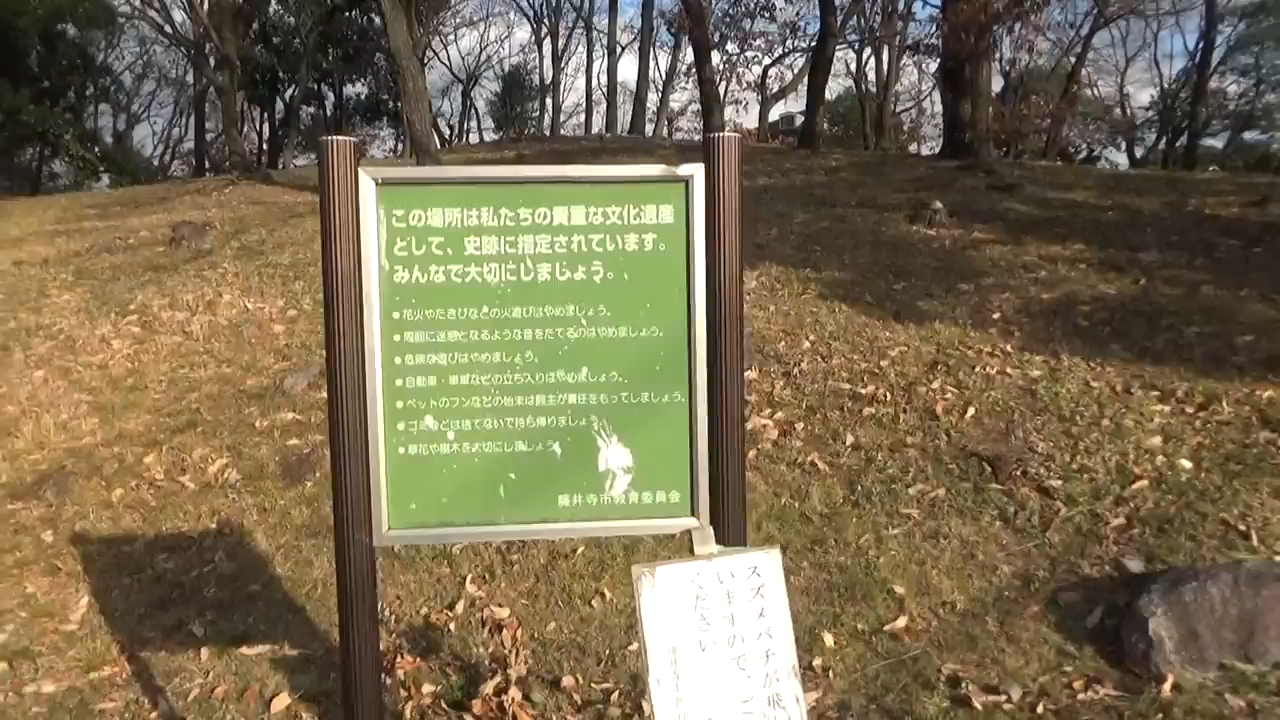 この場所は私たちの貴重な文化遺産
として、史跡に指定されています。
みんなで大切にしましょう。
●花火やたきびなどの火遊びはやめましょう。
●周囲に迷惑となるような音をたてるのはやめましょう。
●危険な遊びはやめましょう。
●自動車・単車などの立ち入りはやめましょう。
●ペットのフンなどの始末は飼主が責任をもってしましょう。
●ゴミなどは捨てないで持ち帰りましょう
●草花や樹木を大切にしましょう
藤井寺市教育委員会
スズメバチが飛
いますので、ご
ください